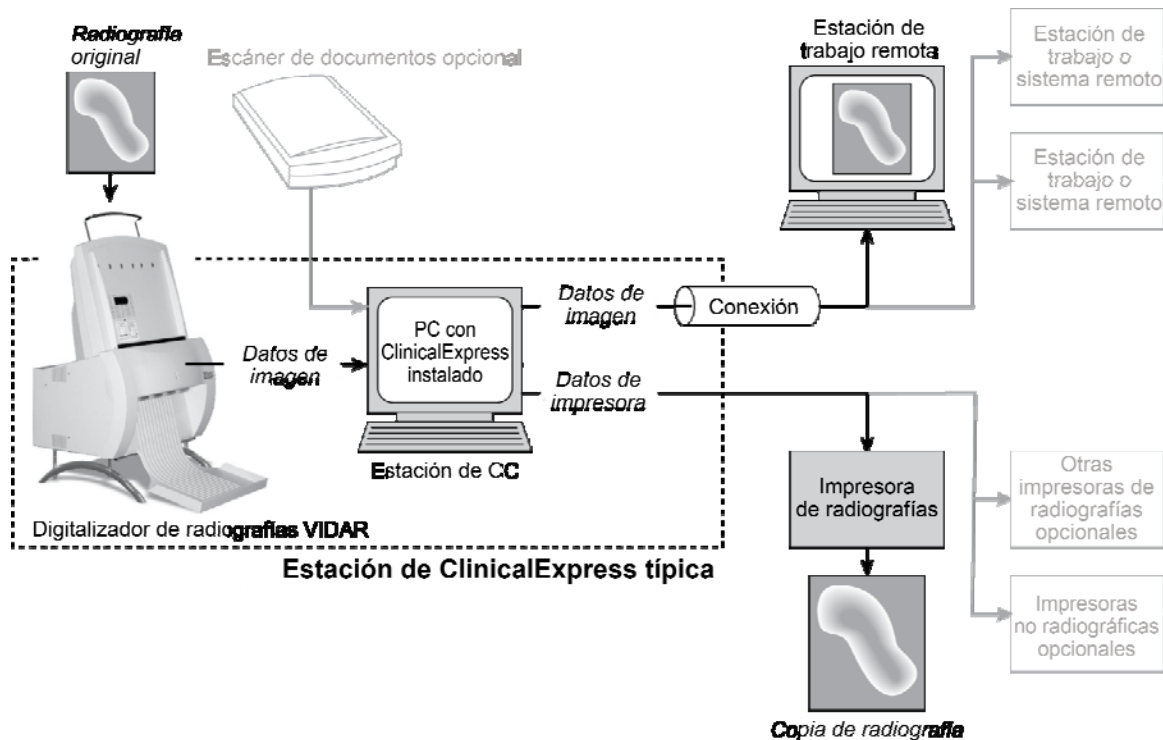 Radiografía
original
Escáner de documentos opcional
Estación de
trabajo remota
Estación de
trabajo o
sistema remoto
Estación de
trabajo o
sistema remoto
Datos de
imagen
PC con
ClinicalExpress
instalado
Datos de
imagen
Conexión
Datos de
impresora
Estación de CC
Digitalizador de radiografías VIDAR
Estación de ClinicalExpress típica
Impresora
de radiografías
Otras
impresoras de
radiografías
opcionales
Impresoras
no radiográficas
opcionales
Copia de radiografía